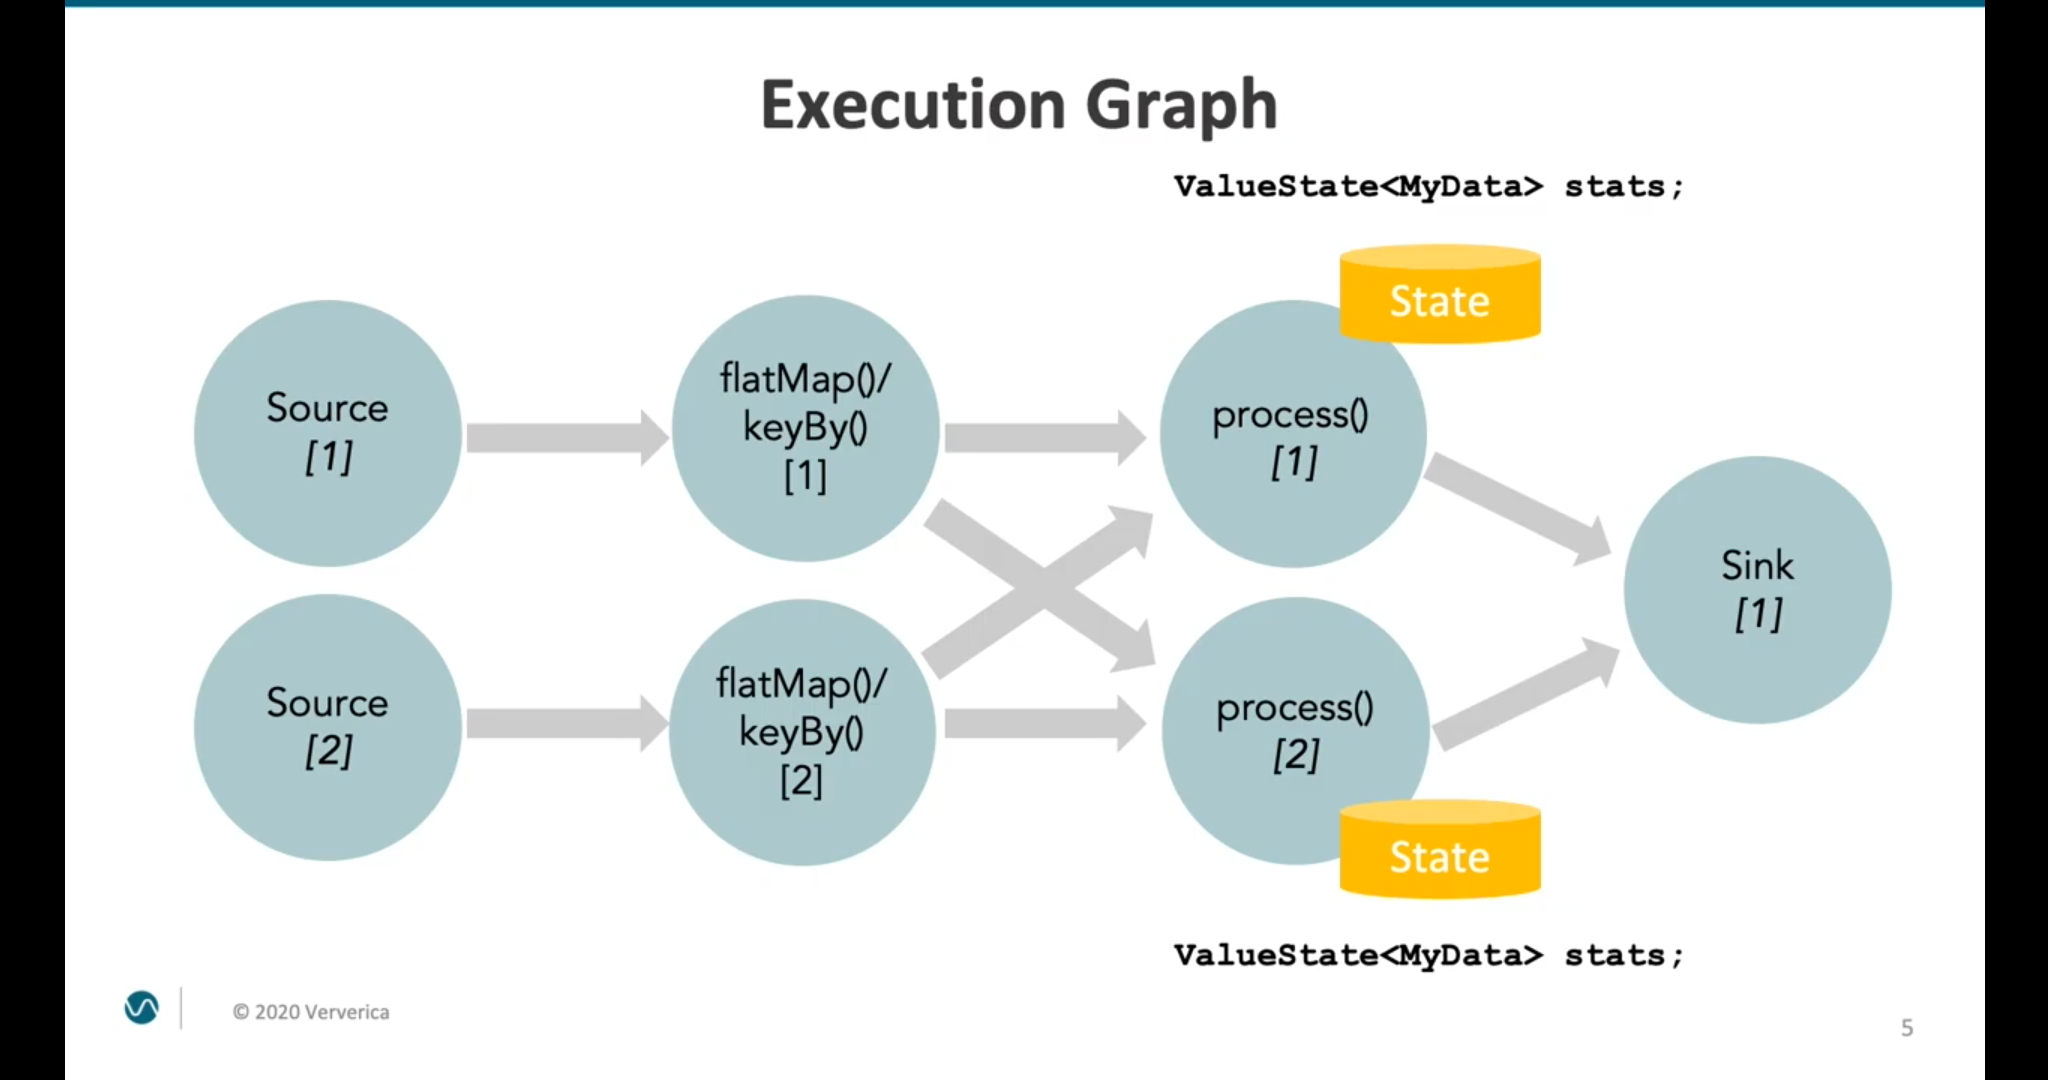 Execution Graph
ValueState<MyData> stats;
State
Source
[1]
flatMap()/
keyBy()
[1]
process()
[1]
Sink
[1]
Source
[2]
flatMap()/
keyBy()
[2]
process()
[2]
State
ValueState<MyData> stats;
© 2020 Ververica
5